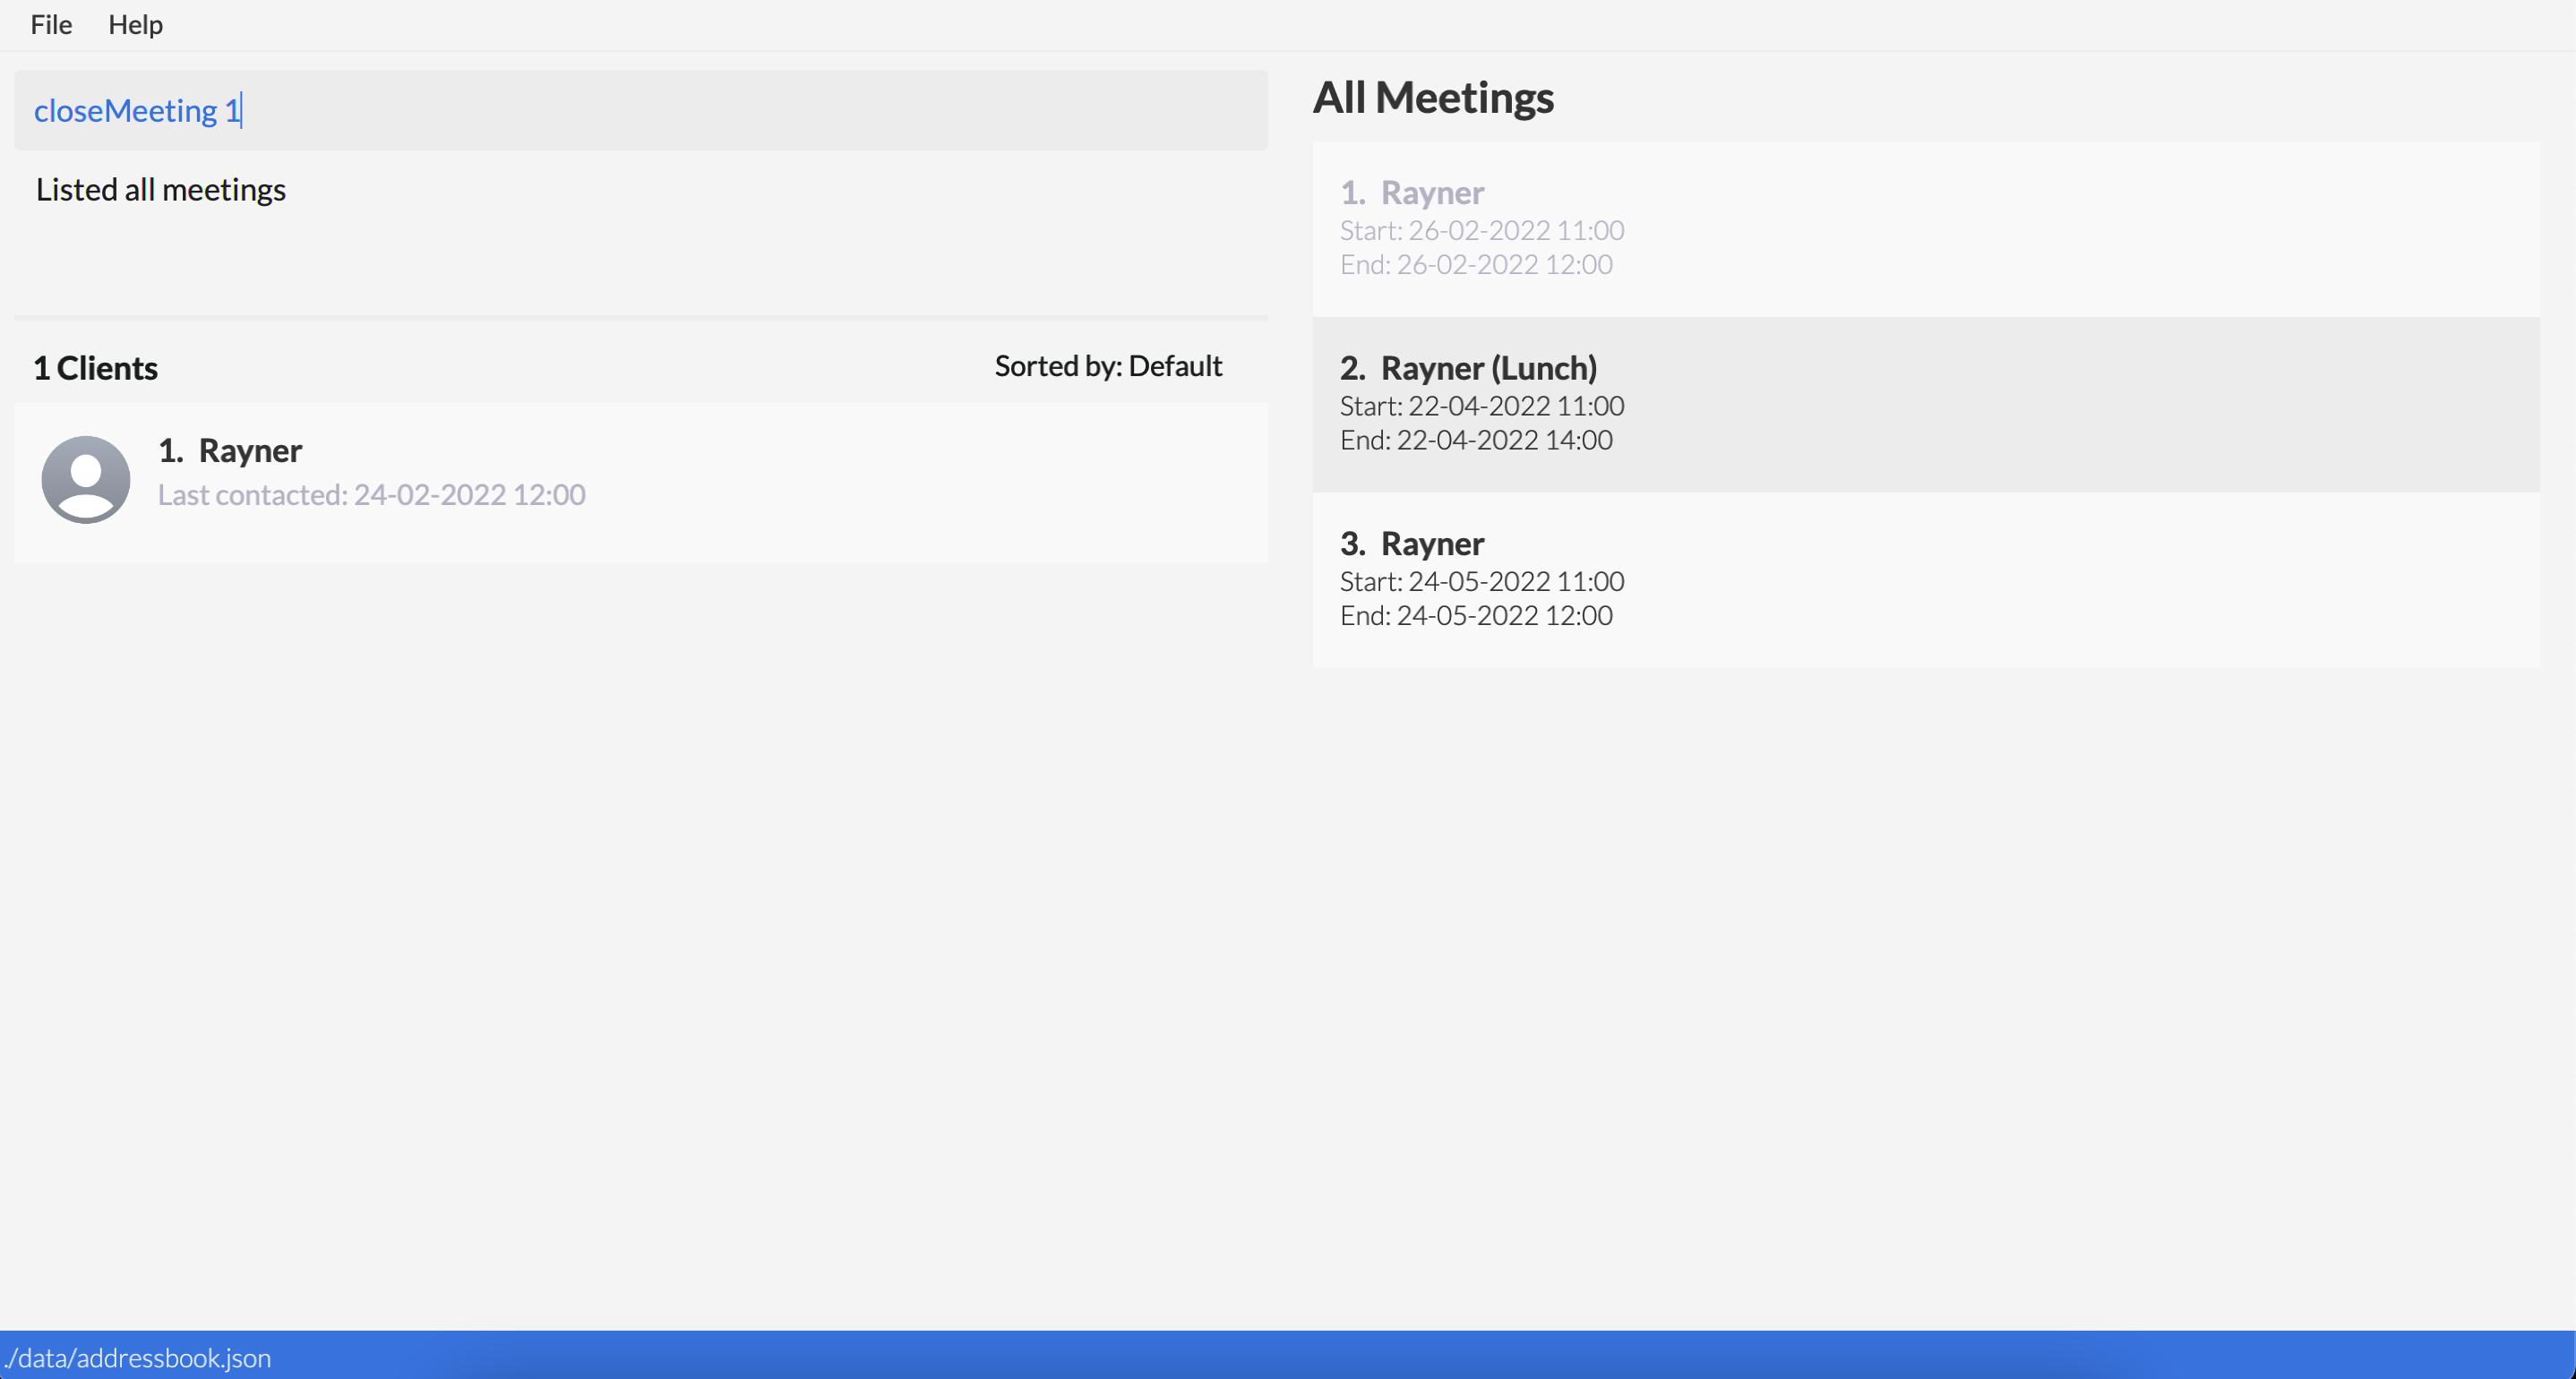 File Help
closeMeeting 1
Listed all meetings
1 Clients
Sorted by: Default
1. Rayner
Last contacted: 24-02-2022 12:00
All Meetings
1. Rayner
Start: 26-02-2022 11:00
End: 26-02-2022 12:00
2. Rayner (Lunch)
Start: 22-04-2022 11:00
End: 22-04-2022 14:00
3. Rayner
Start: 24-05-2022 11:00
End: 24-05-2022 12:00
./data/addressbook.json